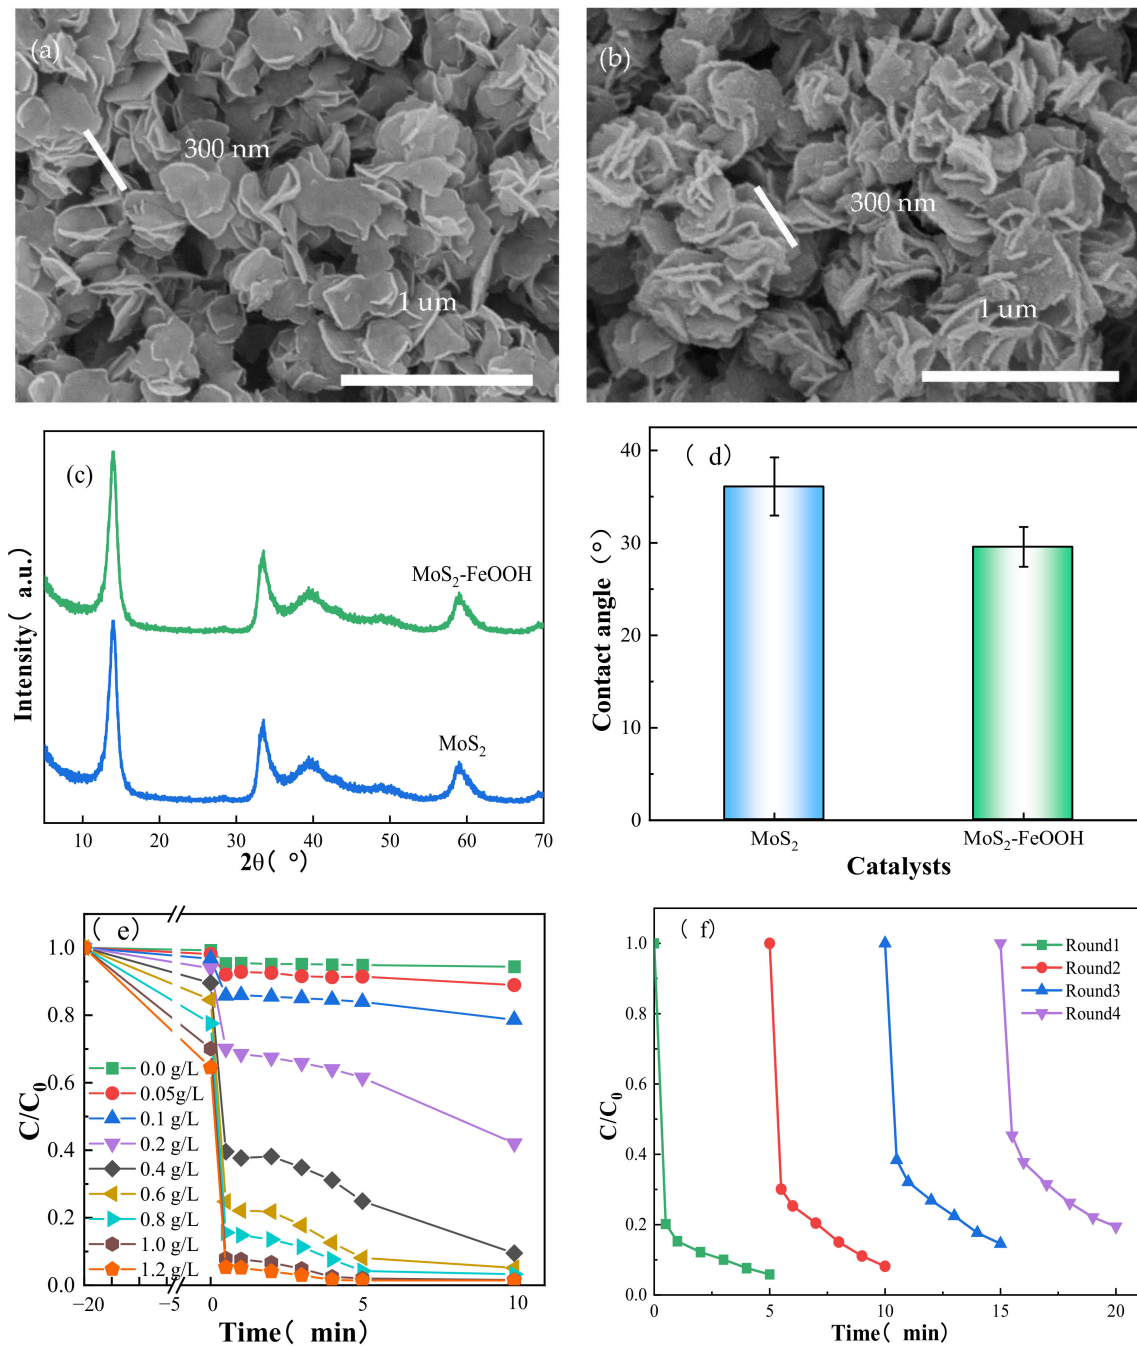 (a)
300 nm
1 um
(b)
300 nm
1 um
(c)
MoS₂-FeOOH
MoS₂
Intensity( a.u.)
10 20 30 40 50 60 70
2θ( °)
( d)
40
30
20
10
0
Contact angle (°)
MoS₂ MoS₂-FeOOH
Catalysts
( e)
1.0
0.8
0.6
0.4
0.2
0.0
C/C₀
0.0 g/L
0.05g/L
0.1 g/L
0.2 g/L
0.4 g/L
0.6 g/L
0.8 g/L
1.0 g/L
1.2 g/L
−20 −5 0 5 10
Time( min)
( f)
1.0
0.8
0.6
0.4
0.2
0.0
C/C₀
Round1
Round2
Round3
Round4
0 5 10 15 20
Time( min)